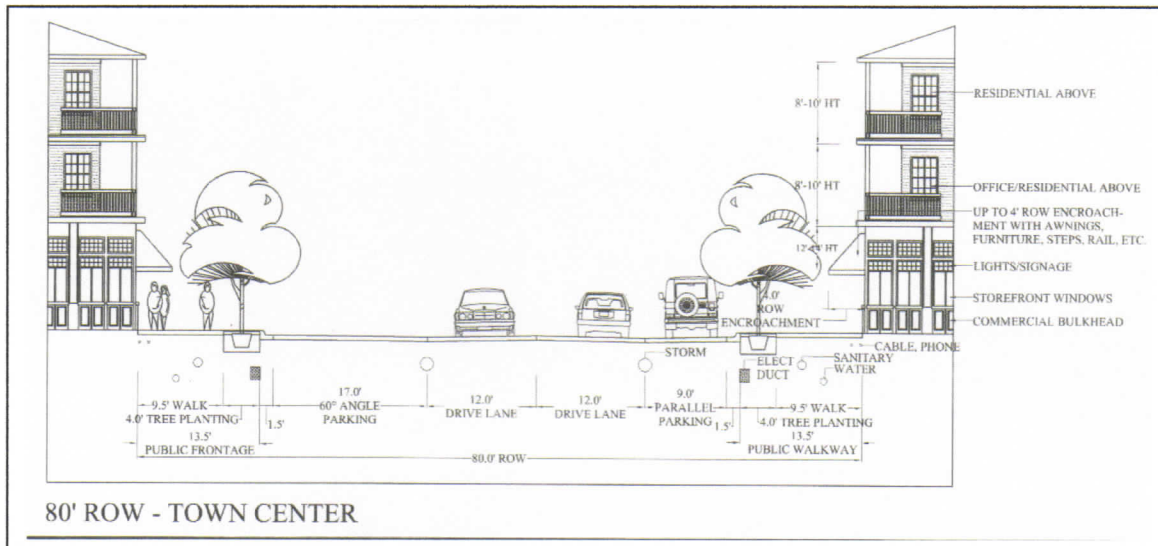 8'-10' HT
RESIDENTIAL ABOVE
8'-10' HT
OFFICE/RESIDENTIAL ABOVE
UP TO 4' ROW ENCROACH-
MENT WITH AWNINGS,
FURNITURE, STEPS, RAIL, ETC.
HT
LIGHTS/SIGNAGE
4.0'
ROW
ENCROACHMENT
STOREFRONT WINDOWS
COMMERCIAL BULKHEAD
CABLE, PHONE
STORM
ELECT
DUCT
SANITARY
WATER
9.5' WALK
4.0' TREE PLANTING
1.5'
13.5'
PUBLIC FRONTAGE
17.0'
60° ANGLE
PARKING
12.0'
DRIVE LANE
12.0'
DRIVE LANE
9.0'
PARALLEL
PARKING
1.5'
9.5' WALK
4.0' TREE PLANTING
13.5'
PUBLIC WALKWAY
80.0' ROW
80' ROW - TOWN CENTER